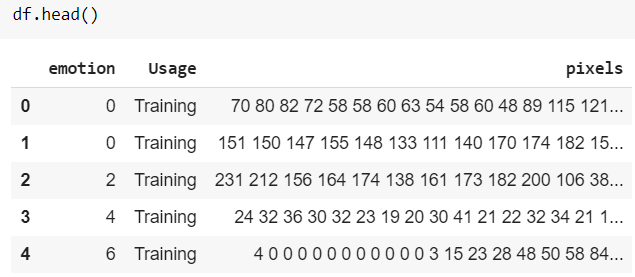 df.head()
emotion Usage pixels
0 0 Training 70 80 82 72 58 58 60 63 54 58 60 48 89 115 121...
1 0 Training 151 150 147 155 148 133 111 140 170 174 182 15...
2 2 Training 231 212 156 164 174 138 161 173 182 200 106 38...
3 4 Training 24 32 36 30 32 23 19 20 30 41 21 22 32 34 21 1...
4 6 Training 4 0 0 0 0 0 0 0 0 0 0 0 3 15 23 28 48 50 58 84...